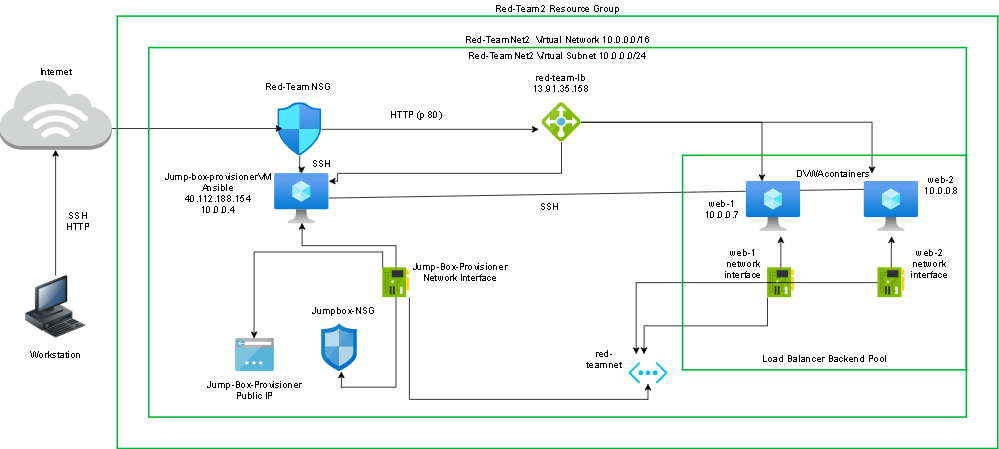 Red-Team2 Resource Group
Red-TeamNet2 Virtual Network 10.0.0.0/16
Red-TeamNet2 Virtual Subnet 10.0.0.0/24
Internet
Red-Team NSG
HTTP (p 80)
red-team-lb
13.91.35.158
SSH
Jump-box-provisionerVM
Ansible
40.112.188.154
10.0.0.4
DVWAcontainers
web-1
10.0.0.7
web-2
10.0.0.8
SSH
SSH
HTTP
web-1
network
interface
web-2
network
interface
Jump-Box-Provisioner
Network Interface
Jumpbox-NSG
Workstation
Jump-Box-Provisioner
Public IP
red-
teamnet
Load Balancer Backend Pool